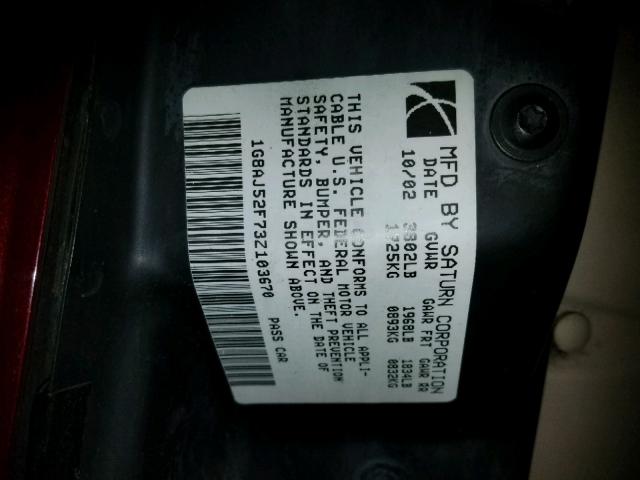 MFD BY SATURN CORPORATION
DATE GVWR GAWR FRT GAWR RR
10/02 3802LB 1968LB 1834LB
1725KG 0893KG 0832KG
THIS VEHICLE CONFORMS TO ALL APPLI-
CABLE U.S. FEDERAL MOTOR VEHICLE
SAFETY, BUMPER, AND THEFT PREVENTION
STANDARDS IN EFFECT ON THE DATE OF
MANUFACTURE SHOWN ABOVE.
1G8AJ52F73Z103670 PASS CAR